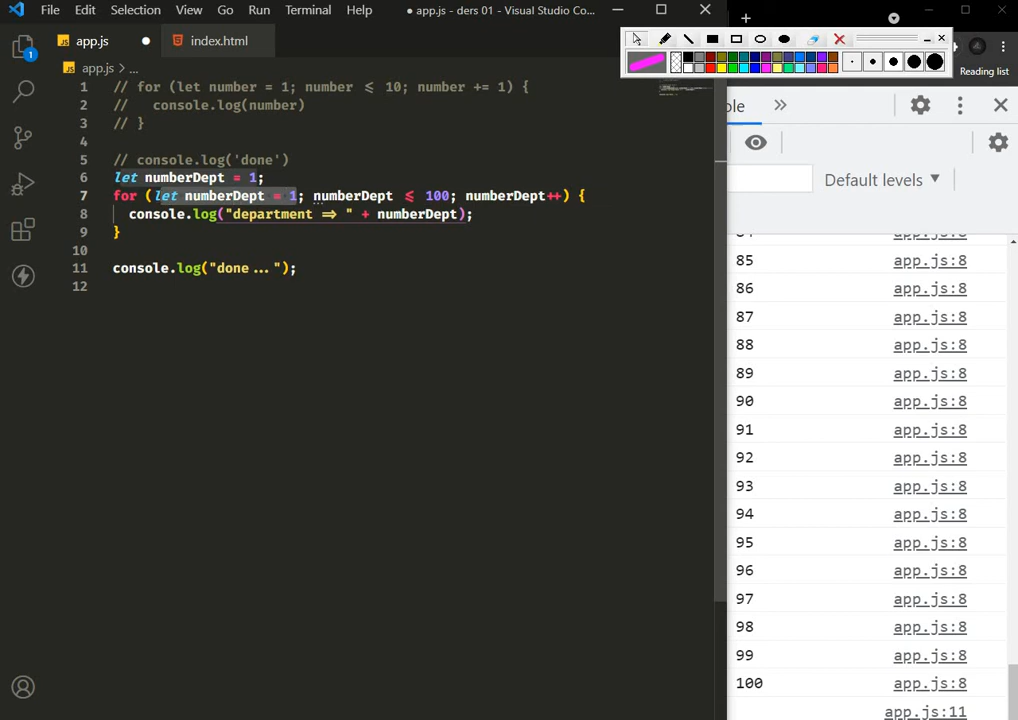 File Edit Selection View Go Run Terminal Help ● app.js - ders 01 - Visual Studio Co...
app.js index.html
app.js > ...
1 // for (let number = 1; number ≤ 10; number += 1) {
2 // console.log(number)
3 // }
4
5 // console.log('done')
6 let numberDept = 1;
7 for (let numberDept = 1; numberDept ≤ 100; numberDept++) {
8 console.log("department ⇒ " + numberDept);
9 }
10
11 console.log("done ... ");
12
1
Reading list
Default levels
app.js:8
85 app.js:8
86 app.js:8
87 app.js:8
88 app.js:8
89 app.js:8
90 app.js:8
91 app.js:8
92 app.js:8
93 app.js:8
94 app.js:8
95 app.js:8
96 app.js:8
97 app.js:8
98 app.js:8
99 app.js:8
100 app.js:8
app.js:11